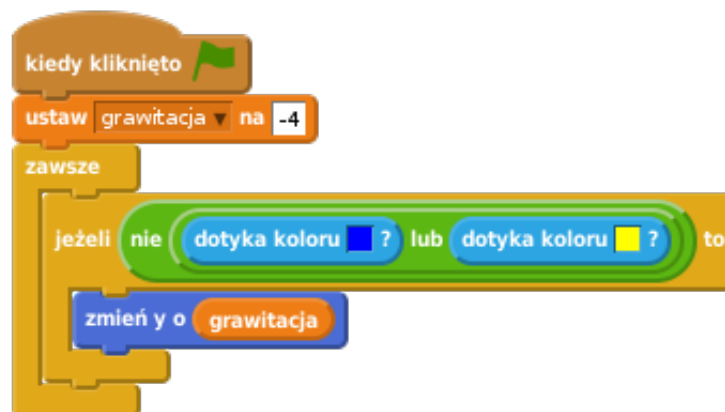 kiedy kliknięto
ustaw grawitacja na -4
zawsze
jeżeli nie dotyka koloru ? lub dotyka koloru ? to
zmień y o grawitacja